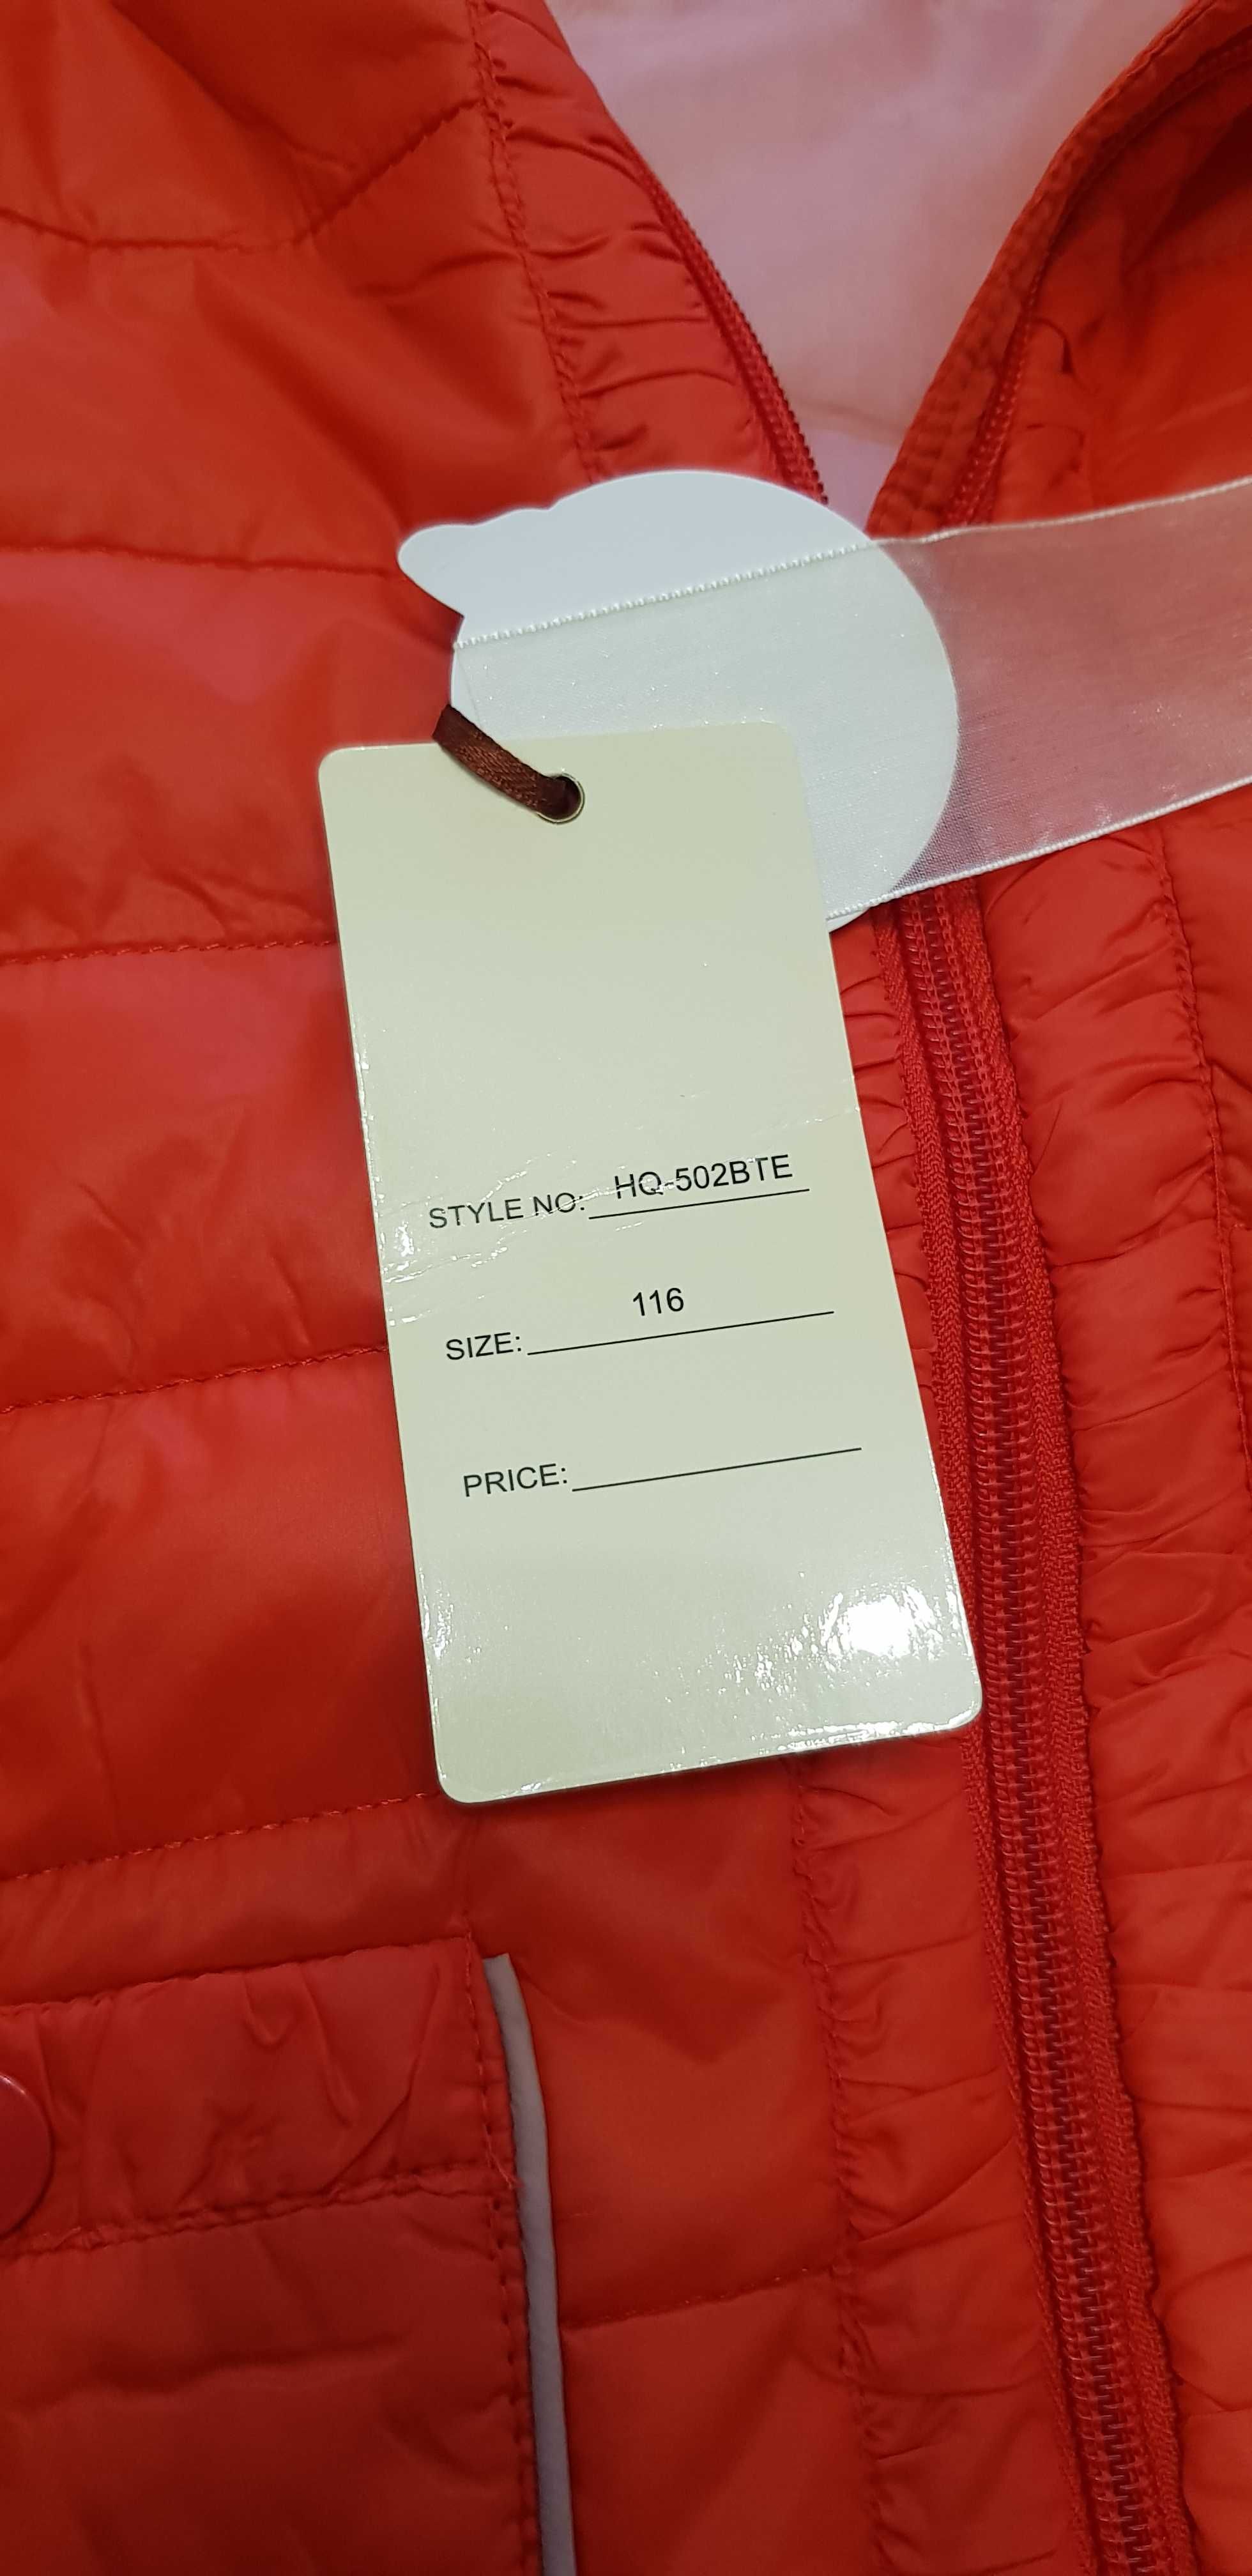 STYLE NO: HQ-502BTE
SIZE: 116
PRICE: